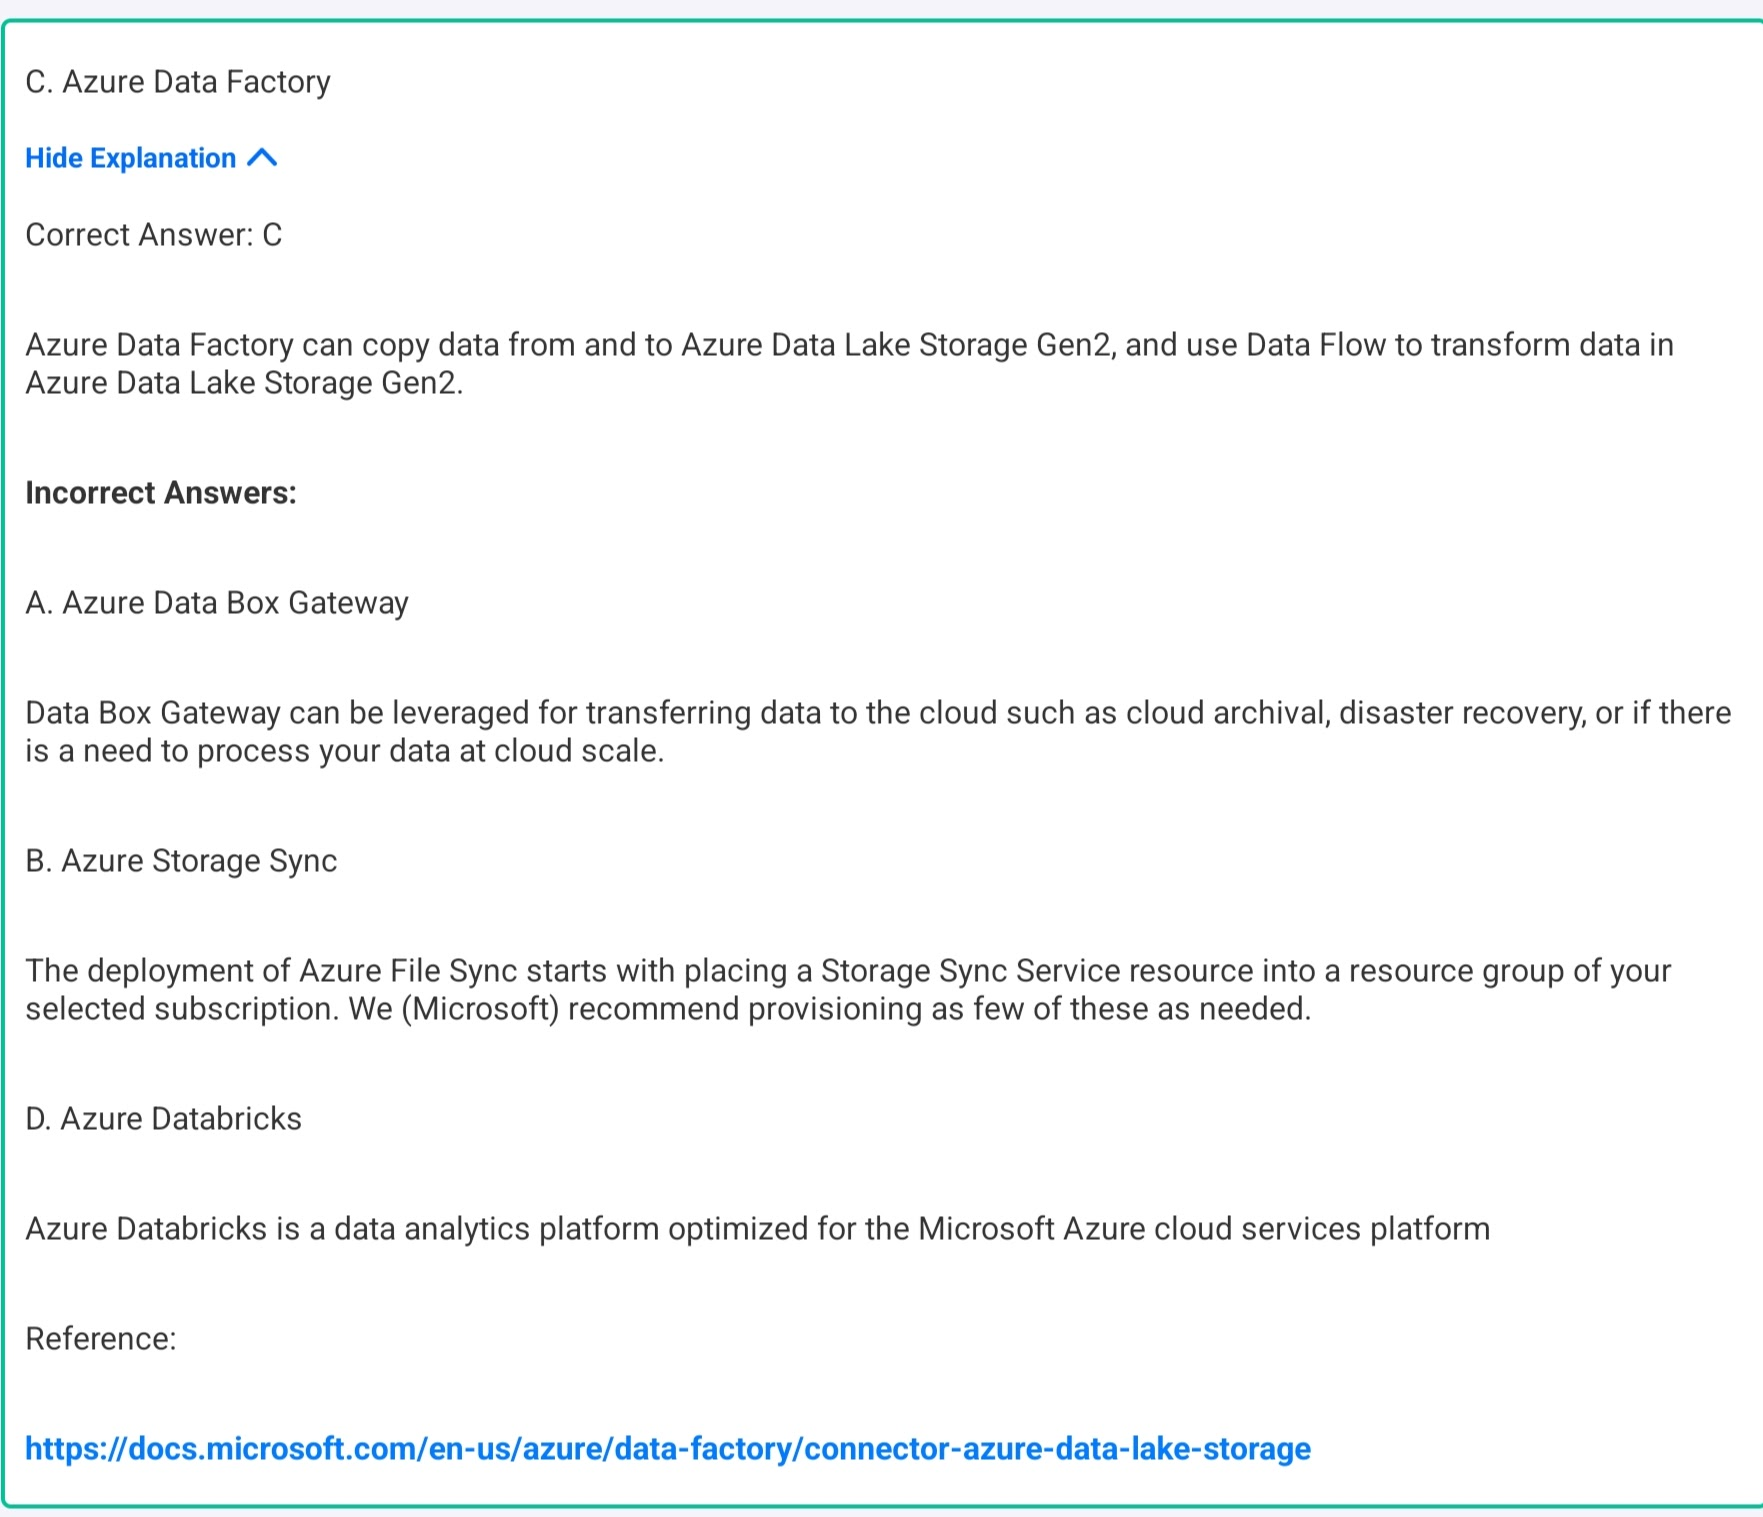 C. Azure Data Factory
Hide Explanation
Correct Answer: C
Azure Data Factory can copy data from and to Azure Data Lake Storage Gen2, and use Data Flow to transform data in
Azure Data Lake Storage Gen2.
Incorrect Answers:
A. Azure Data Box Gateway
Data Box Gateway can be leveraged for transferring data to the cloud such as cloud archival, disaster recovery, or if there
is a need to process your data at cloud scale.
B. Azure Storage Sync
The deployment of Azure File Sync starts with placing a Storage Sync Service resource into a resource group of your
selected subscription. We (Microsoft) recommend provisioning as few of these as needed.
D. Azure Databricks
Azure Databricks is a data analytics platform optimized for the Microsoft Azure cloud services platform
Reference:
https://docs.microsoft.com/en-us/azure/data-factory/connector-azure-data-lake-storage